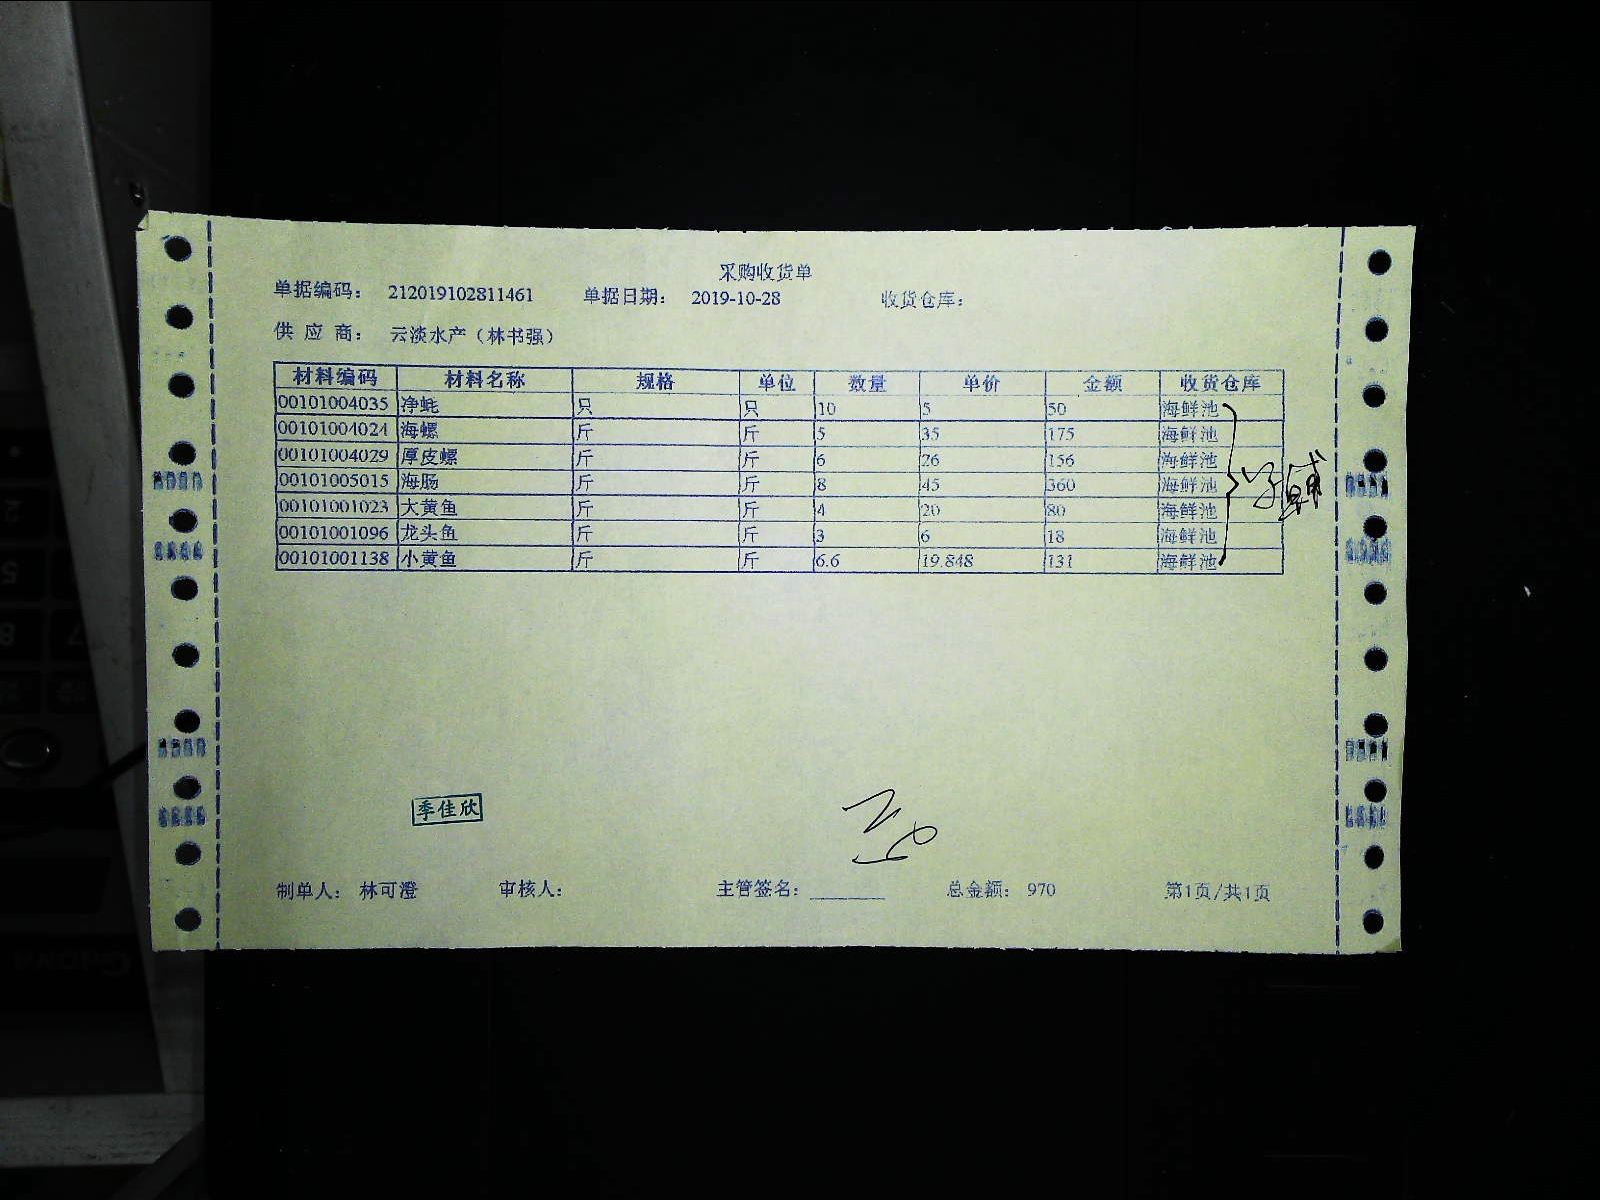 采购收货单
单据编码： 212019102811461 单据日期： 2019-10-28 收货仓库：
供 应 商： 云淡水产（林书强）
材料编码 材料名称 规格 单位 数量 单价 金额 收货仓库
00101004035 净蚝 只 只 10 5 50 海鲜池
00101004024 海螺 斤 斤 5 35 175 海鲜池
00101004029 厚皮螺 斤 斤 6 26 156 海鲜池
00101005015 海肠 斤 斤 8 45 360 海鲜池
00101001023 大黄鱼 斤 斤 4 20 80 海鲜池
00101001096 龙头鱼 斤 斤 3 6 18 海鲜池
00101001138 小黄鱼 斤 斤 6.6 19.848 131 海鲜池
季佳欣
制单人： 林可澄 审核人： 主管签名： 总金额： 970 第1页/共1页